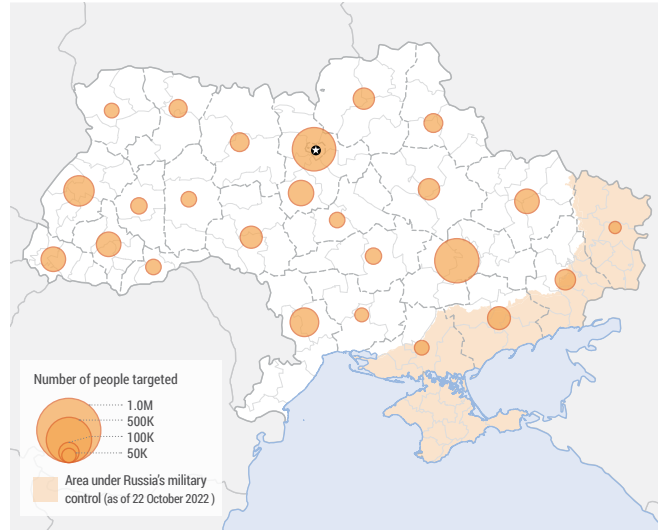 Number of people targeted
1.0M
500K
100K
50K
Area under Russia's military
control (as of 22 October 2022 )